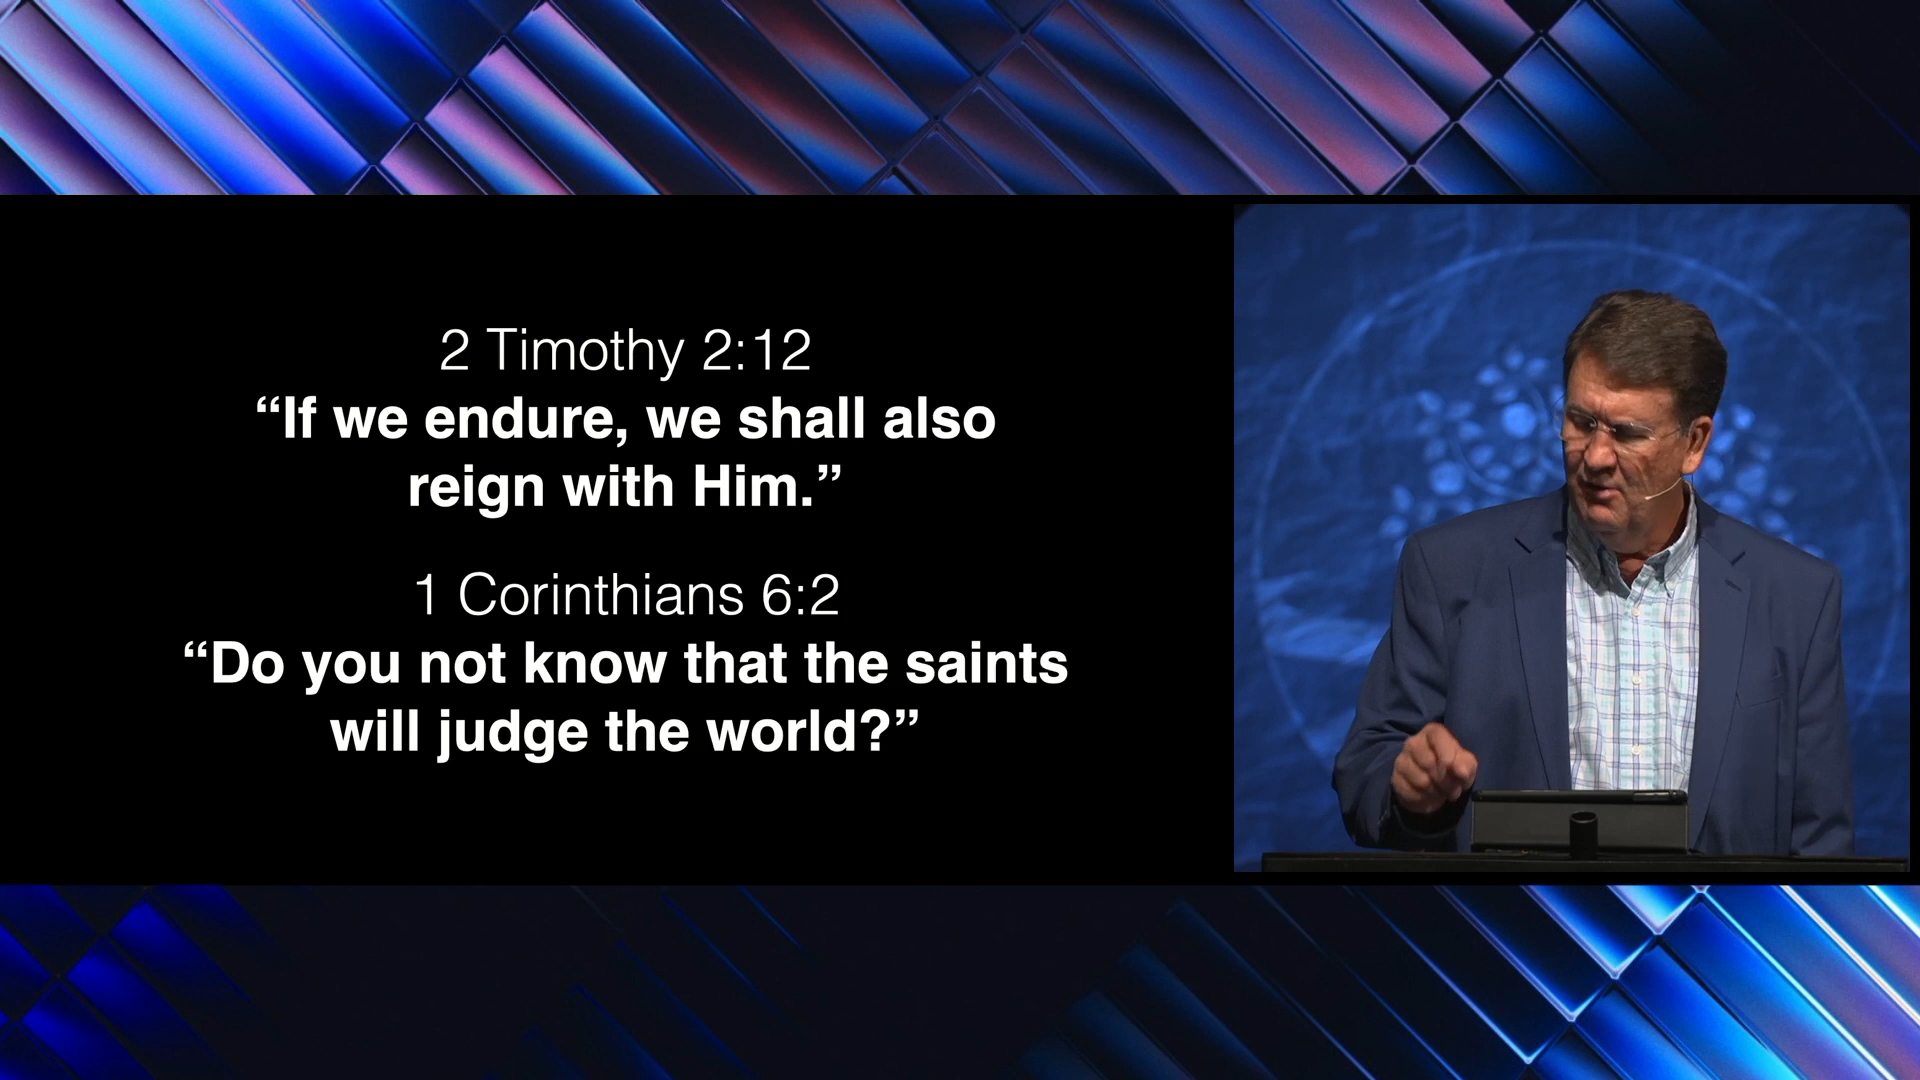 2 Timothy 2:12
“If we endure, we shall also
reign with Him.”
1 Corinthians 6:2
“Do you not know that the saints
will judge the world?”